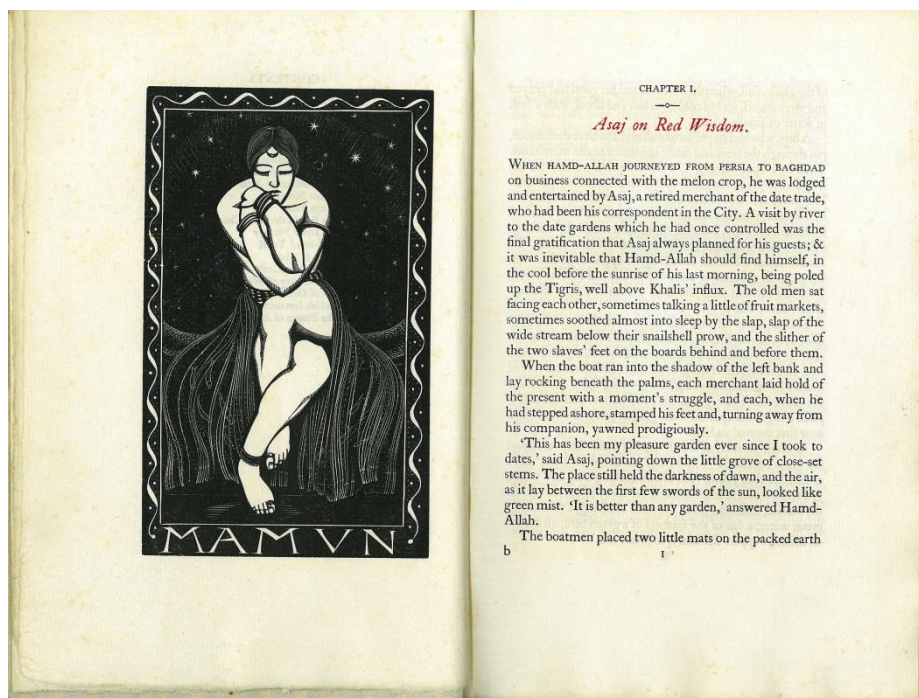 MAMVN
CHAPTER I.
Asaj on Red Wisdom.
WHEN HAMD-ALLAH JOURNEYED FROM PERSIA TO BAGHDAD
on business connected with the melon crop, he was lodged
and entertained by Asaj, a retired merchant of the date trade,
who had been his correspondent in the City. A visit by river
to the date gardens which he had once controlled was the
final gratification that Asaj always planned for his guests; &
it was inevitable that Hamd-Allah should find himself, in
the cool before the sunrise of his last morning, being poled
up the Tigris, well above Khalis' influx. The old men sat
facing each other, sometimes talking a little of fruit markets,
sometimes soothed almost into sleep by the slap, slap of the
wide stream below their snailshell prow, and the slither of
the two slaves' feet on the boards behind and before them.
When the boat ran into the shadow of the left bank and
lay rocking beneath the palms, each merchant laid hold of
the present with a moment's struggle, and each, when he
had stepped ashore, stamped his feet and, turning away from
his companion, yawned prodigiously.
'This has been my pleasure garden ever since I took to
dates,' said Asaj, pointing down the little grove of close-set
stems. The place still held the darkness of dawn, and the air,
as it lay between the first few swords of the sun, looked like
green mist. 'It is better than any garden,' answered Hamd-
Allah.
The boatmen placed two little mats on the packed earth
b 1